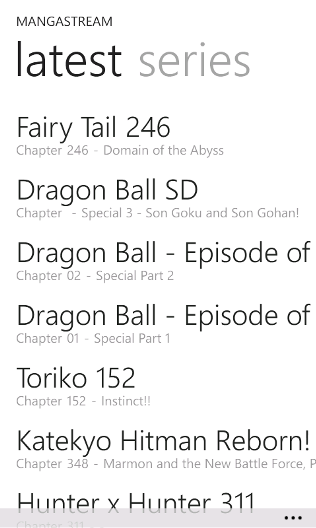 MANGASTREAM
latest series
Fairy Tail 246
Chapter 246 - Domain of the Abyss
Dragon Ball SD
Chapter - Special 3 - Son Goku and Son Gohan!
Dragon Ball - Episode of
Chapter 02 - Special Part 2
Dragon Ball - Episode of
Chapter 01 - Special Part 1
Toriko 152
Chapter 152 - Instinct!!
Katekyo Hitman Reborn!
Chapter 348 - Marmon and the New Battle Force, P
Hunter x Hunter 311
Chapter 311 - -